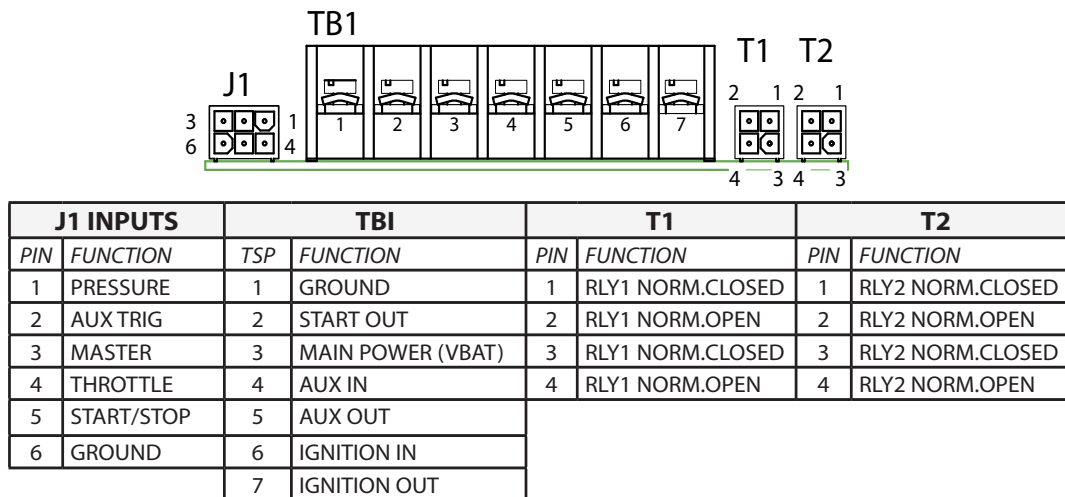 TB1
T1 T2
J1
2 1 2 1
3 1
6 4
1 2 3 4 5 6 7
4 3 4 3
J1 INPUTS TBI T1 T2
PIN FUNCTION TSP FUNCTION PIN FUNCTION PIN FUNCTION
1 PRESSURE 1 GROUND 1 RLY1 NORM.CLOSED 1 RLY2 NORM.CLOSED
2 AUX TRIG 2 START OUT 2 RLY1 NORM.OPEN 2 RLY2 NORM.OPEN
3 MASTER 3 MAIN POWER (VBAT) 3 RLY1 NORM.CLOSED 3 RLY2 NORM.CLOSED
4 THROTTLE 4 AUX IN 4 RLY1 NORM.OPEN 4 RLY2 NORM.OPEN
5 START/STOP 5 AUX OUT
6 GROUND 6 IGNITION IN
7 IGNITION OUT